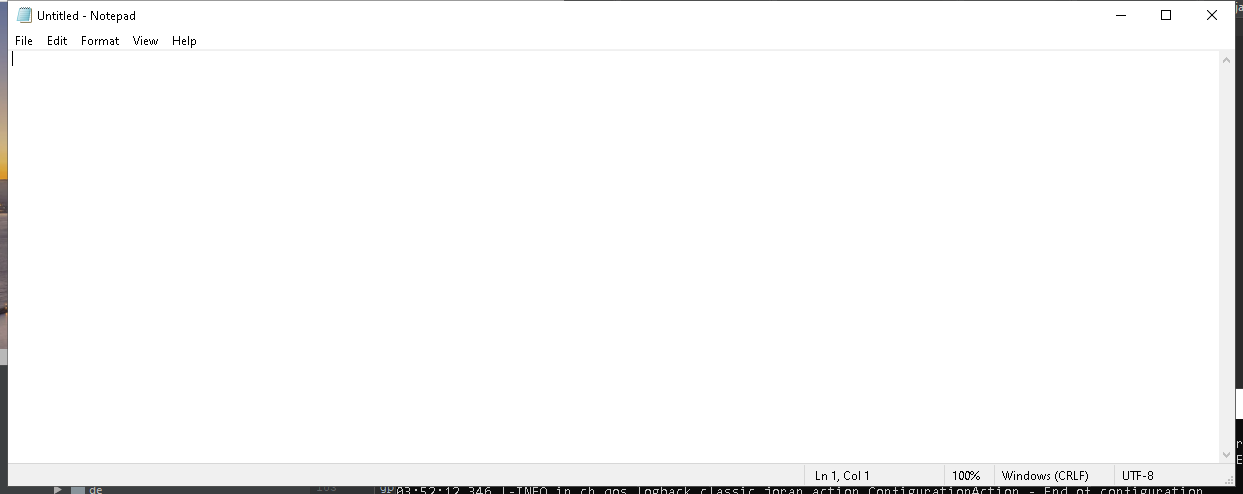 Untitled - Notepad
File Edit Format View Help
Ln 1, Col 1 100% Windows (CRLF) UTF-8
de
03:52:12,346 |-INFO in ch.qos.logback.classic.joran.action.ConfigurationAction - End of configuration.